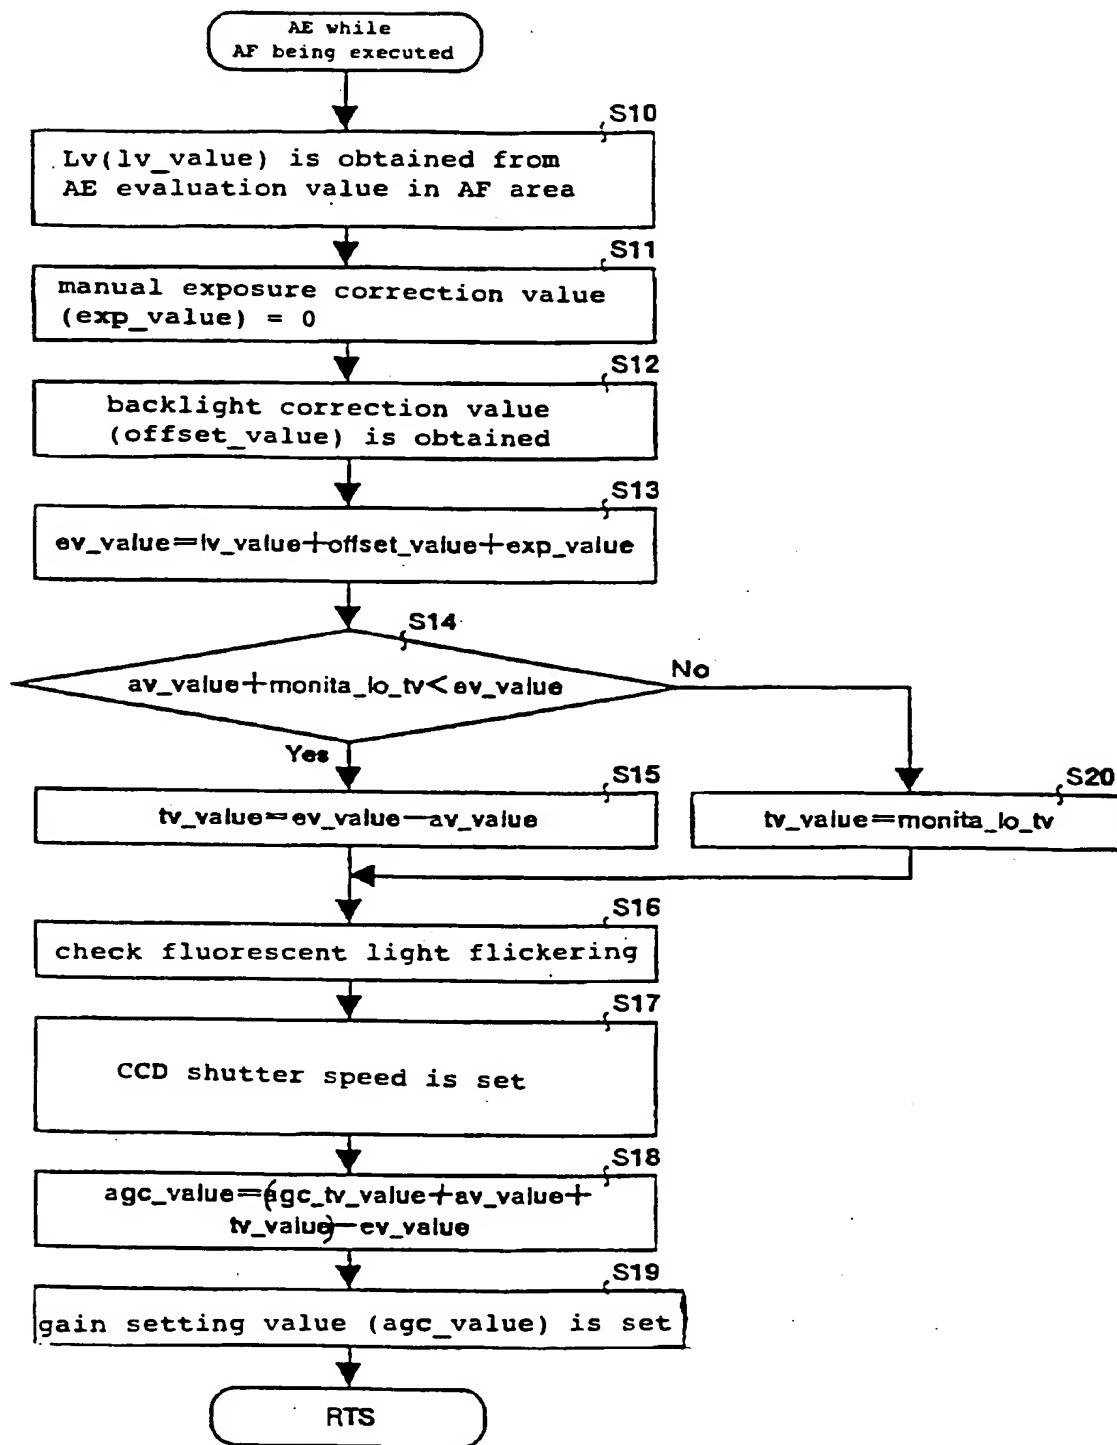 AE while
AF being executed
S10
Lv(lv_value) is obtained from
AE evaluation value in AF area
S11
manual exposure correction value
(exp_value) = 0
S12
backlight correction value
(offset_value) is obtained
S13
ev_value=lv_value+offset_value+exp_value
S14
av_value+monita_lo_tv<ev_value
No
Yes
S15
tv_value=ev_value−av_value
S20
tv_value=monita_lo_tv
S16
check fluorescent light flickering
S17
CCD shutter speed is set
S18
agc_value=(agc_tv_value+av_value+
tv_value)−ev_value
S19
gain setting value (agc_value) is set
RTS